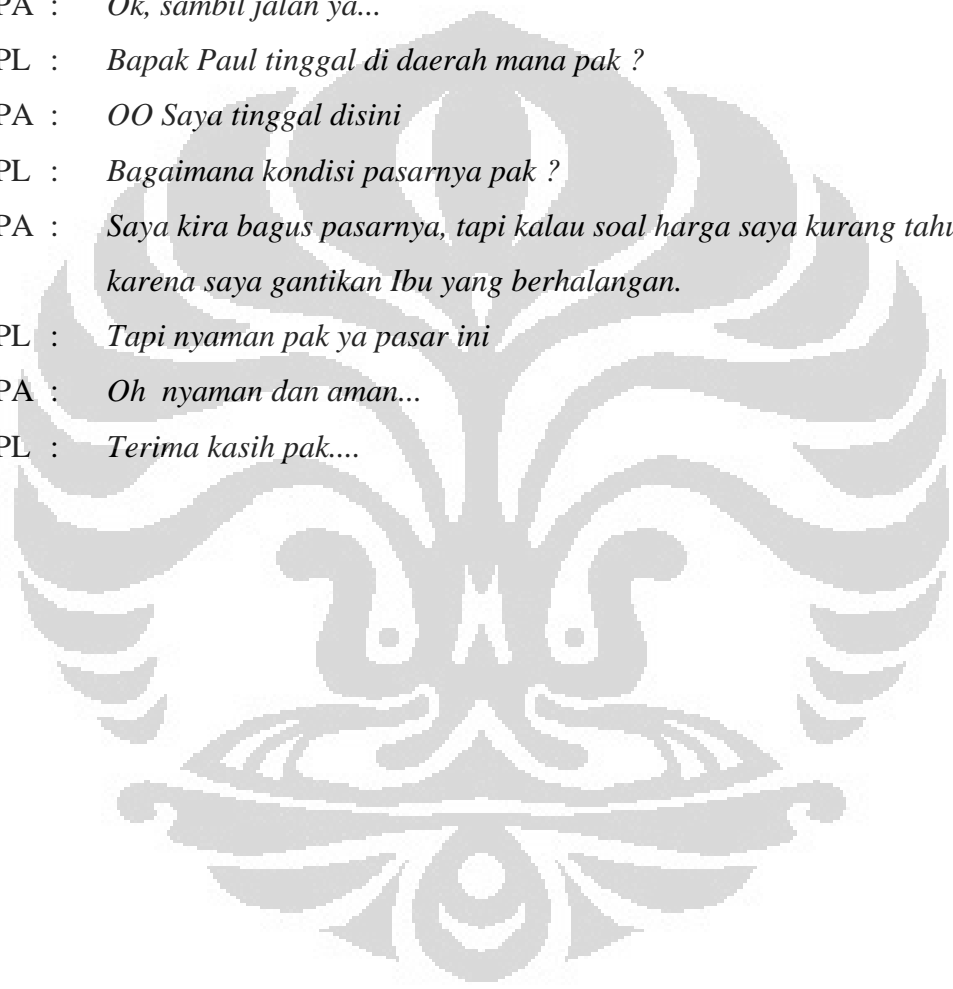 PA : Ok, sambil jalan ya...
PL : Bapak Paul tinggal di daerah mana pak ?
PA : OO Saya tinggal disini
PL : Bagaimana kondisi pasarnya pak ?
PA : Saya kira bagus pasarnya, tapi kalau soal harga saya kurang tahu
karena saya gantikan Ibu yang berhalangan.
PL : Tapi nyaman pak ya pasar ini
PA : Oh nyaman dan aman...
PL : Terima kasih pak....